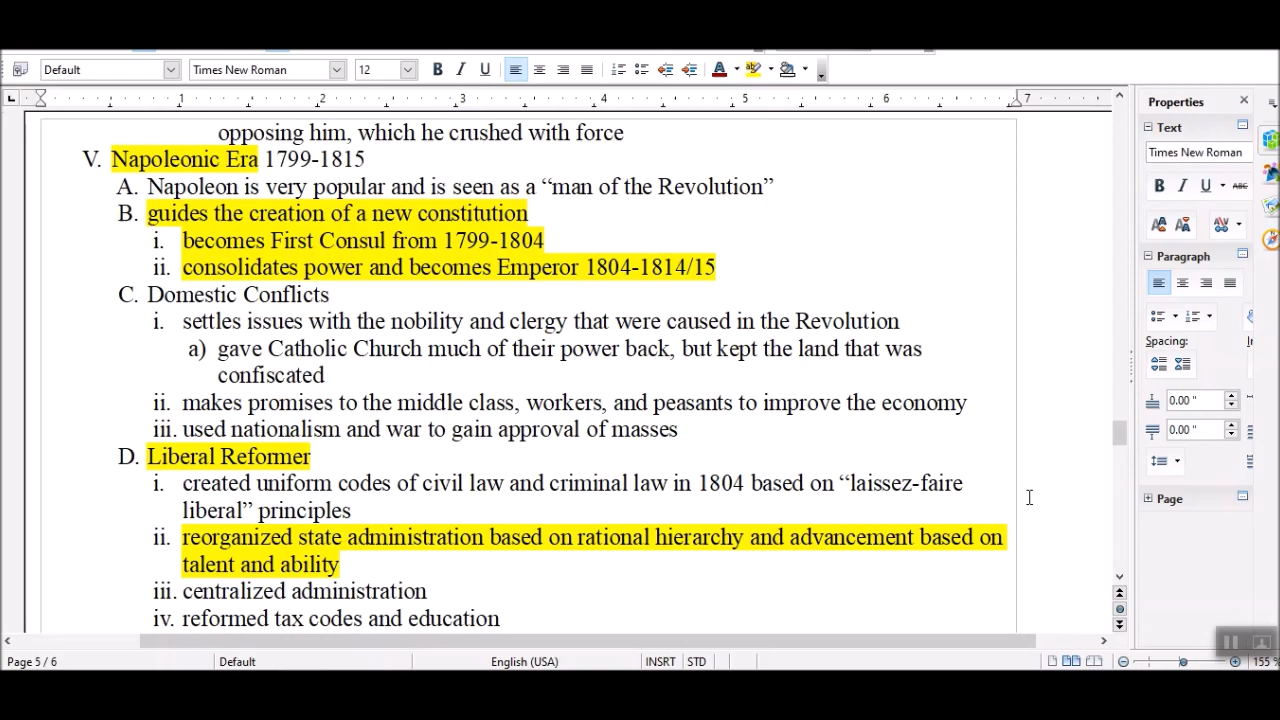 Default Times New Roman 12
1 2 3 4 5 6 7
opposing him, which he crushed with force
V. Napoleonic Era 1799-1815
A. Napoleon is very popular and is seen as a “man of the Revolution”
B. guides the creation of a new constitution
i. becomes First Consul from 1799-1804
ii. consolidates power and becomes Emperor 1804-1814/15
C. Domestic Conflicts
i. settles issues with the nobility and clergy that were caused in the Revolution
a) gave Catholic Church much of their power back, but kept the land that was
confiscated
ii. makes promises to the middle class, workers, and peasants to improve the economy
iii. used nationalism and war to gain approval of masses
D. Liberal Reformer
i. created uniform codes of civil law and criminal law in 1804 based on “laissez-faire
liberal” principles
ii. reorganized state administration based on rational hierarchy and advancement based on
talent and ability
iii. centralized administration
iv. reformed tax codes and education
Properties
Text
Times New Roman
B I U ABC
Paragraph
Spacing:
0.00 "
0.00 "
Page
Page 5 / 6 Default English (USA) INSRT STD 155 %